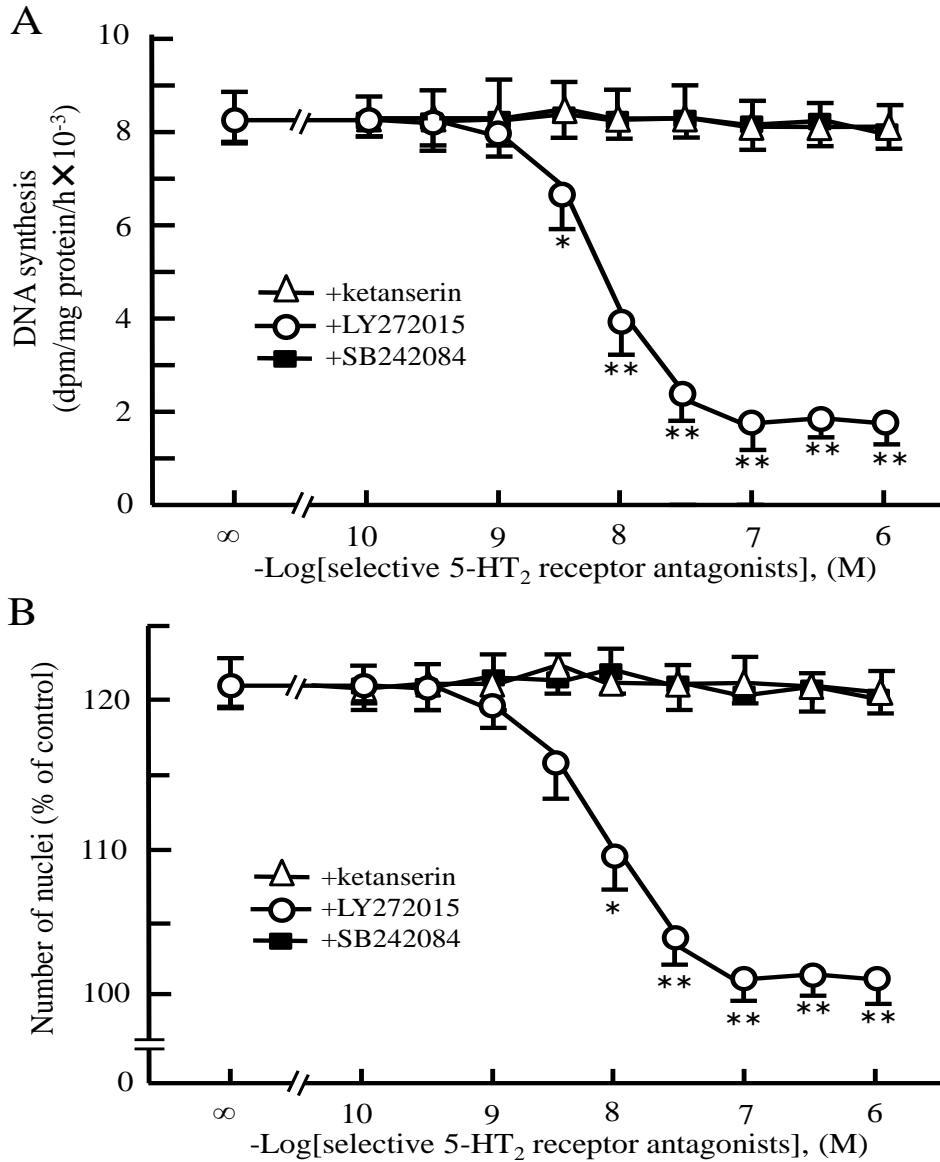 A
10
8
6
4
2
0
DNA synthesis
(dpm/mg protein/h×10⁻³)
+ketanserin
+LY272015
+SB242084
*
**
**
**
**
**
∞
10
9
8
7
6
-Log[selective 5-HT₂ receptor antagonists], (M)
B
120
110
100
0
Number of nuclei (% of control)
+ketanserin
+LY272015
+SB242084
*
**
**
**
**
∞
10
9
8
7
6
-Log[selective 5-HT₂ receptor antagonists], (M)